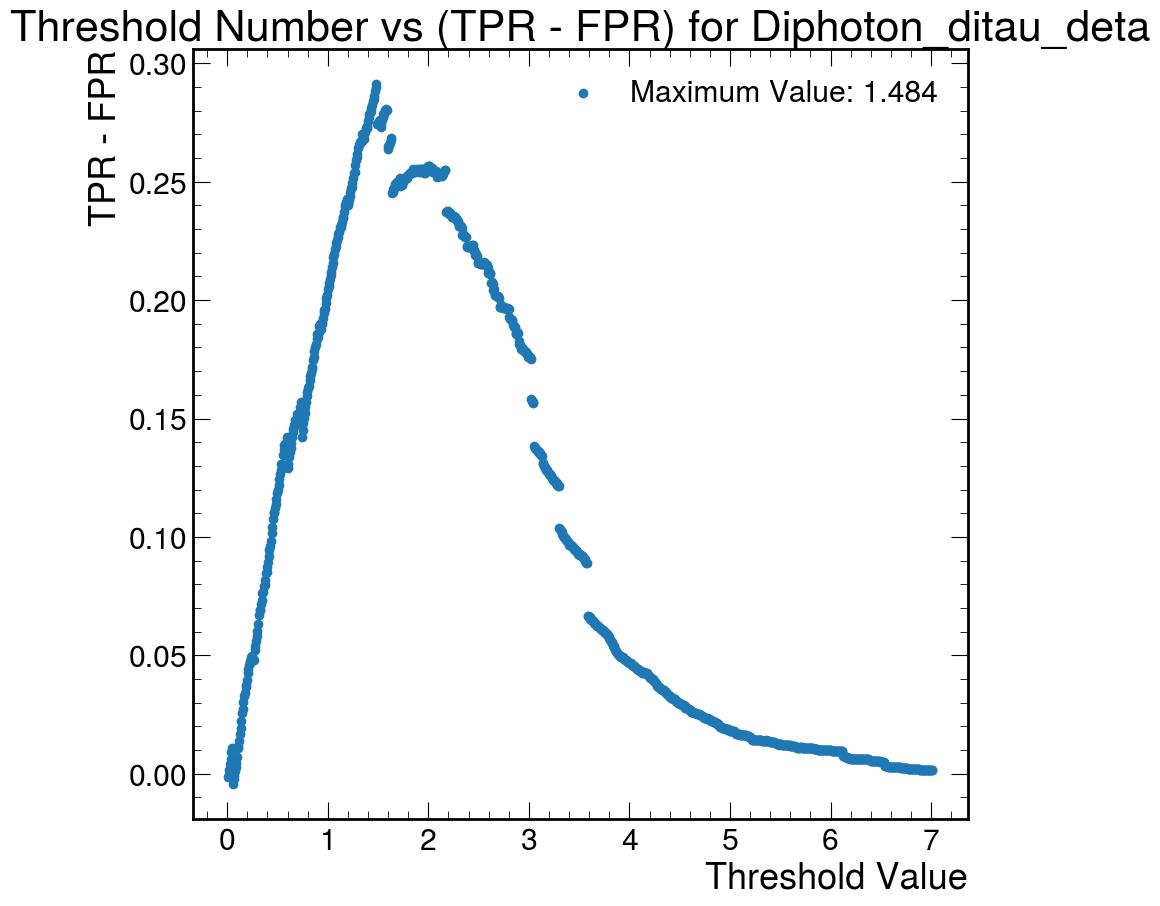 Threshold Number vs (TPR - FPR) for Diphoton_ditau_deta
TPR - FPR
Maximum Value: 1.484
0.30
0.25
0.20
0.15
0.10
0.05
0.00
0 1 2 3 4 5 6 7
Threshold Value